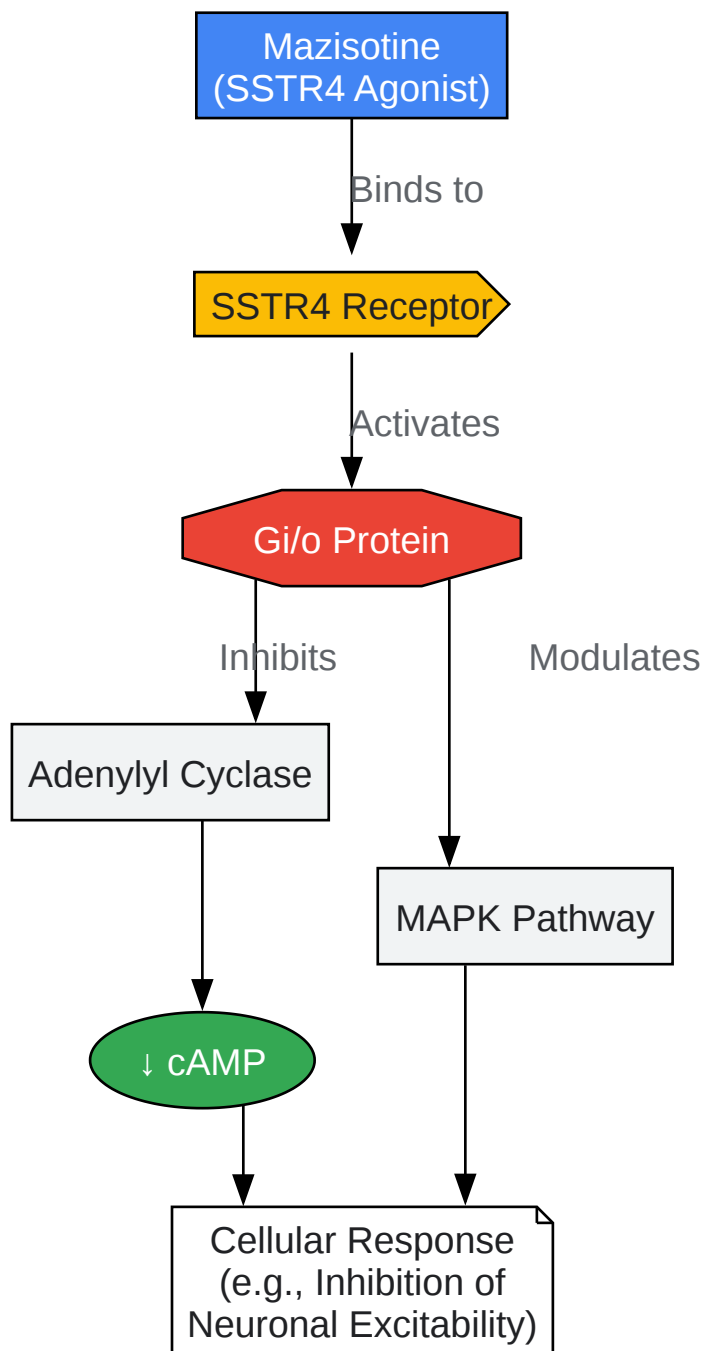 Mazisotine
(SSTR4 Agonist)
Binds to
SSTR4 Receptor
Activates
Gi/o Protein
Inhibits
Modulates
Adenylyl Cyclase
MAPK Pathway
↓ cAMP
Cellular Response
(e.g., Inhibition of
Neuronal Excitability)